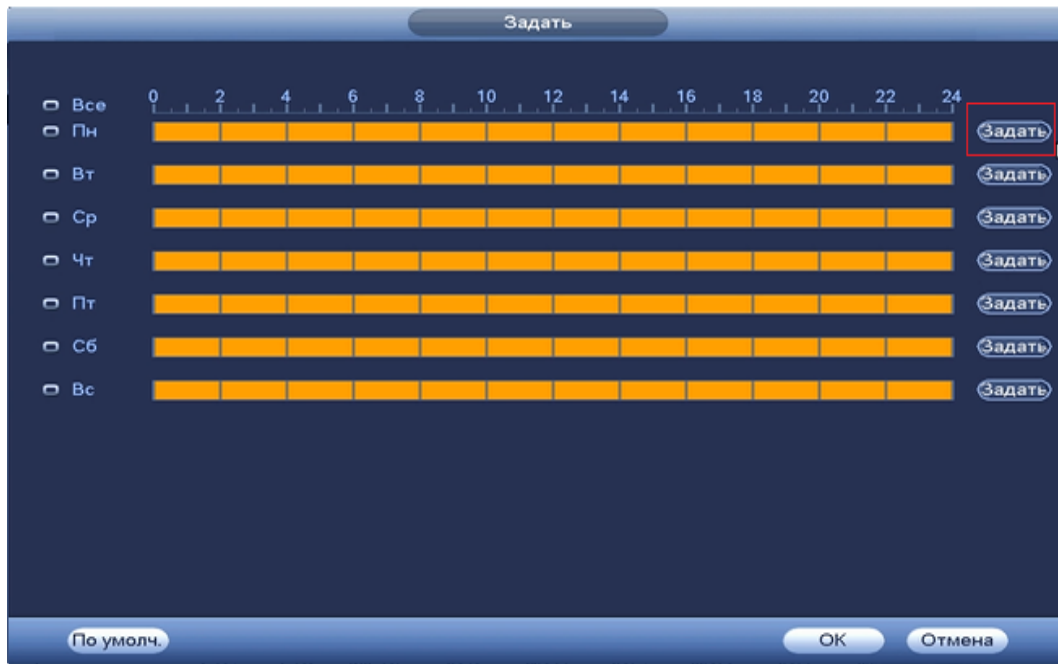 Задать
Все 0 2 4 6 8 10 12 14 16 18 20 22 24
Пн Задать
Вт Задать
Ср Задать
Чт Задать
Пт Задать
Сб Задать
Вс Задать
По умолч. OK Отмена